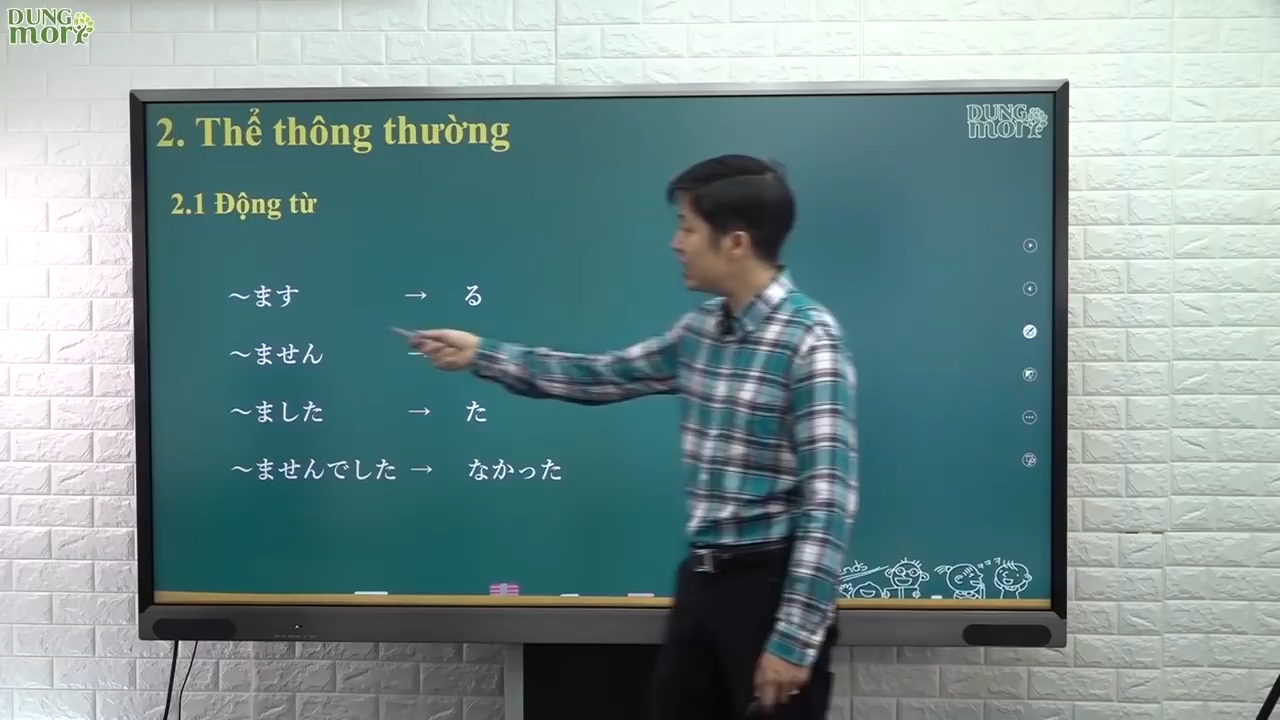 DUNG
mori
2. Thể thông thường
DUNG
mori
2.1 Động từ
～ます → る
～ません
～ました → た
～ませんでした → なかった